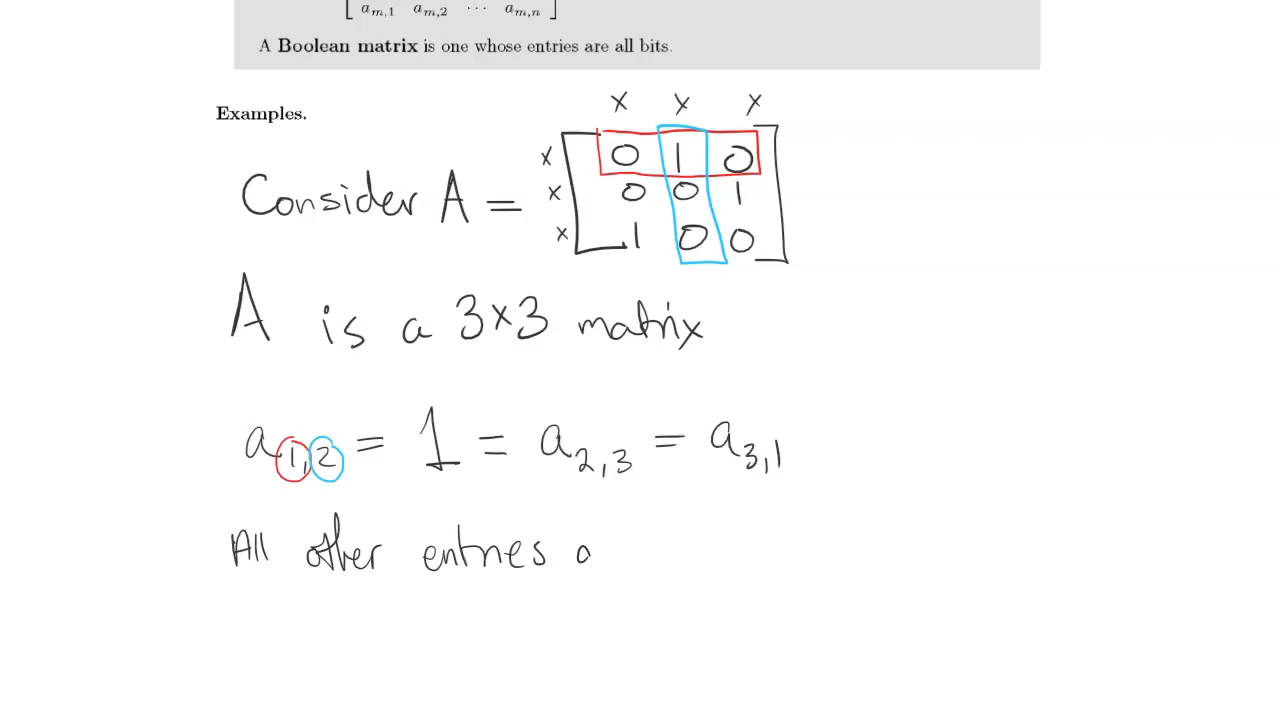 a_{m,1} a_{m,2} ⋯ a_{m,n}
A Boolean matrix is one whose entries are all bits.
Examples.
x x x
x 0 1 0
Consider A = x 0 0 1
x 1 0 0
A is a 3x3 matrix
a_{1,2} = 1 = a_{2,3} = a_{3,1}
All other entries a